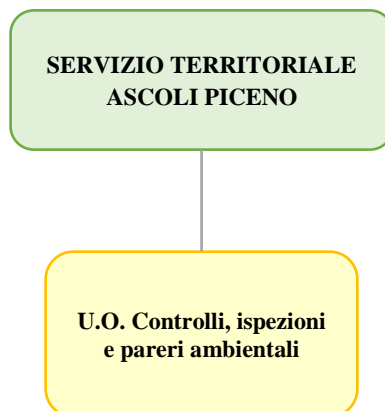 SERVIZIO TERRITORIALE
ASCOLI PICENO
U.O. Controlli, ispezioni
e pareri ambientali